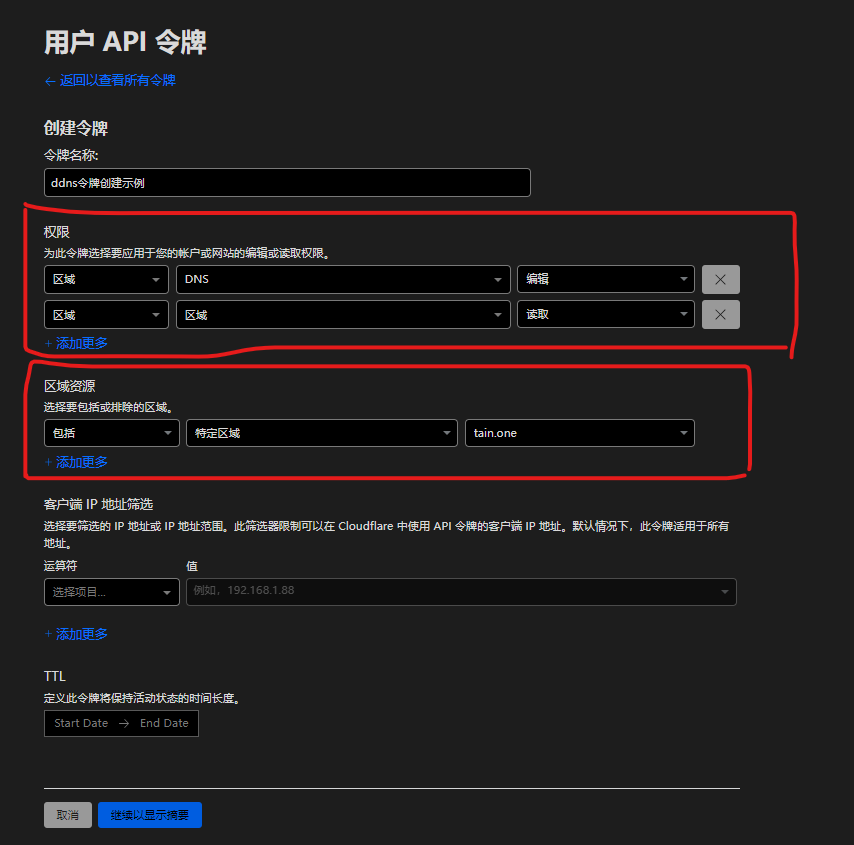 用户 API 令牌
← 返回以查看所有令牌
创建令牌
令牌名称:
ddns令牌创建示例
权限
为此令牌选择要应用于您的帐户或网站的编辑或读取权限。
区域 DNS 编辑
区域 区域 读取
+ 添加更多
区域资源
选择要包括或排除的区域。
包括 特定区域 tain.one
+ 添加更多
客户端 IP 地址筛选
选择要筛选的 IP 地址或 IP 地址范围。此筛选器限制可以在 Cloudflare 中使用 API 令牌的客户端 IP 地址。默认情况下，此令牌适用于所有
地址。
运算符 值
选择项目... 例如，192.168.1.88
+ 添加更多
TTL
定义此令牌将保持活动状态的时间长度。
Start Date → End Date
取消 继续以显示摘要